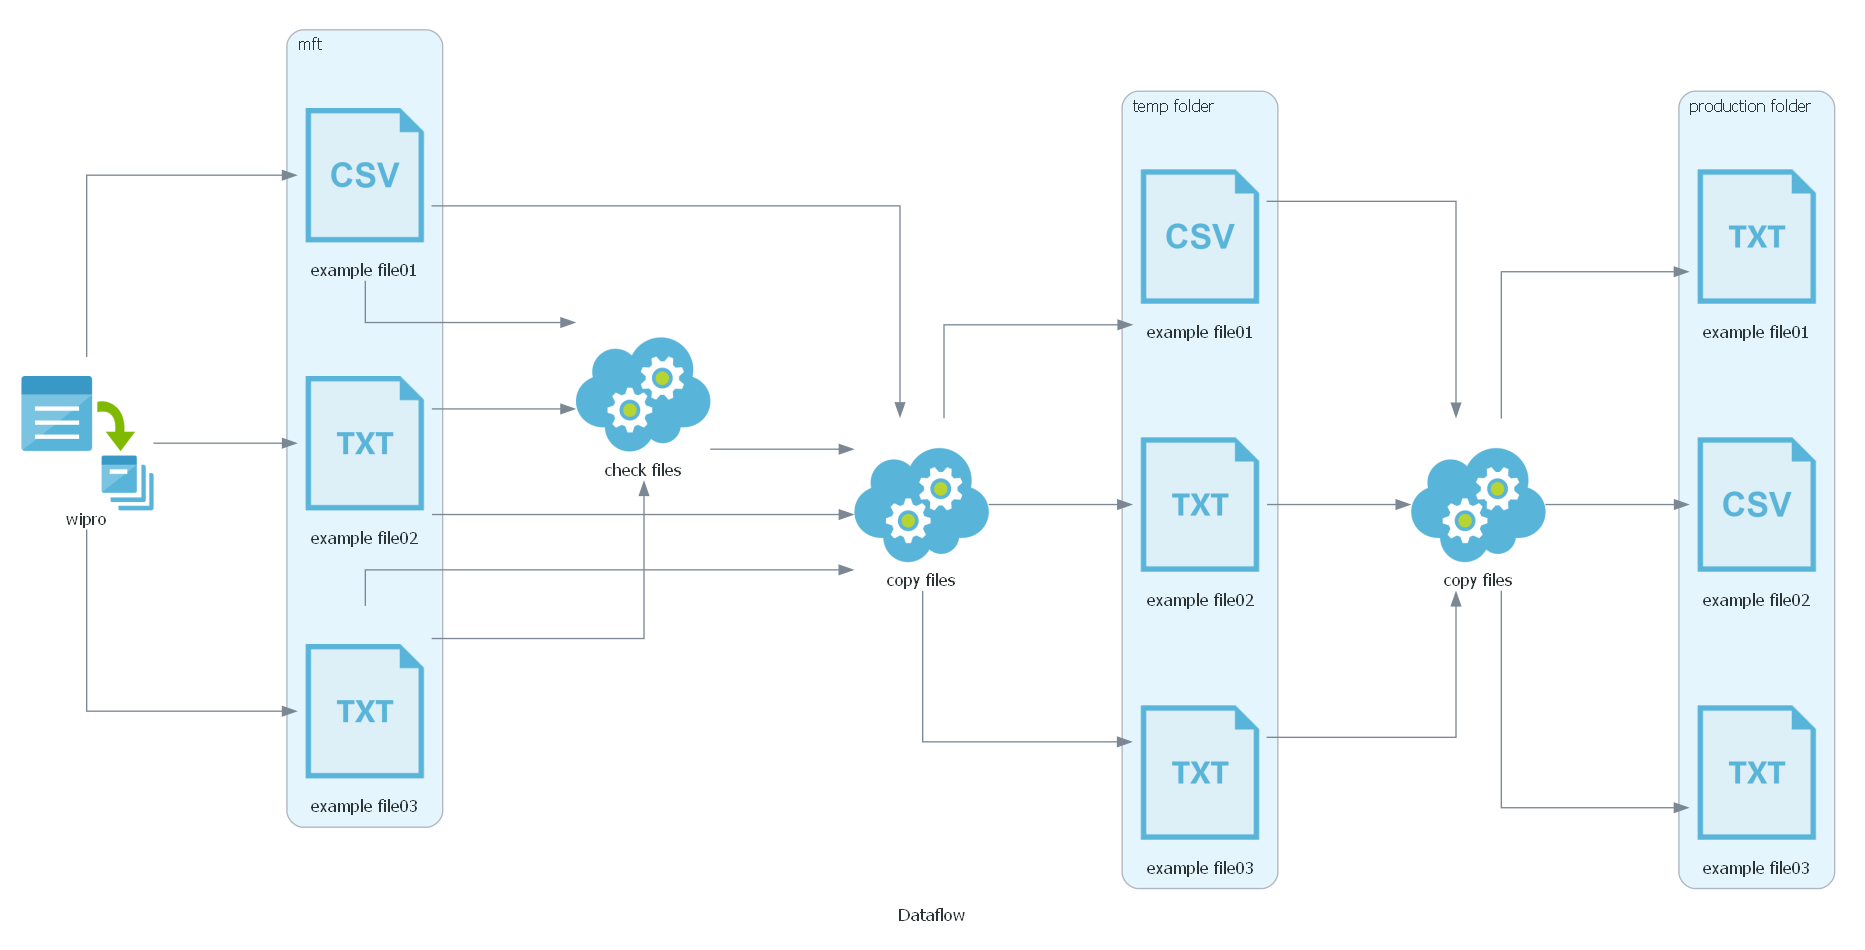 mft
CSV
example file01
TXT
example file02
TXT
example file03
wipro
check files
copy files
temp folder
CSV
example file01
TXT
example file02
TXT
example file03
copy files
production folder
TXT
example file01
CSV
example file02
TXT
example file03
Dataflow